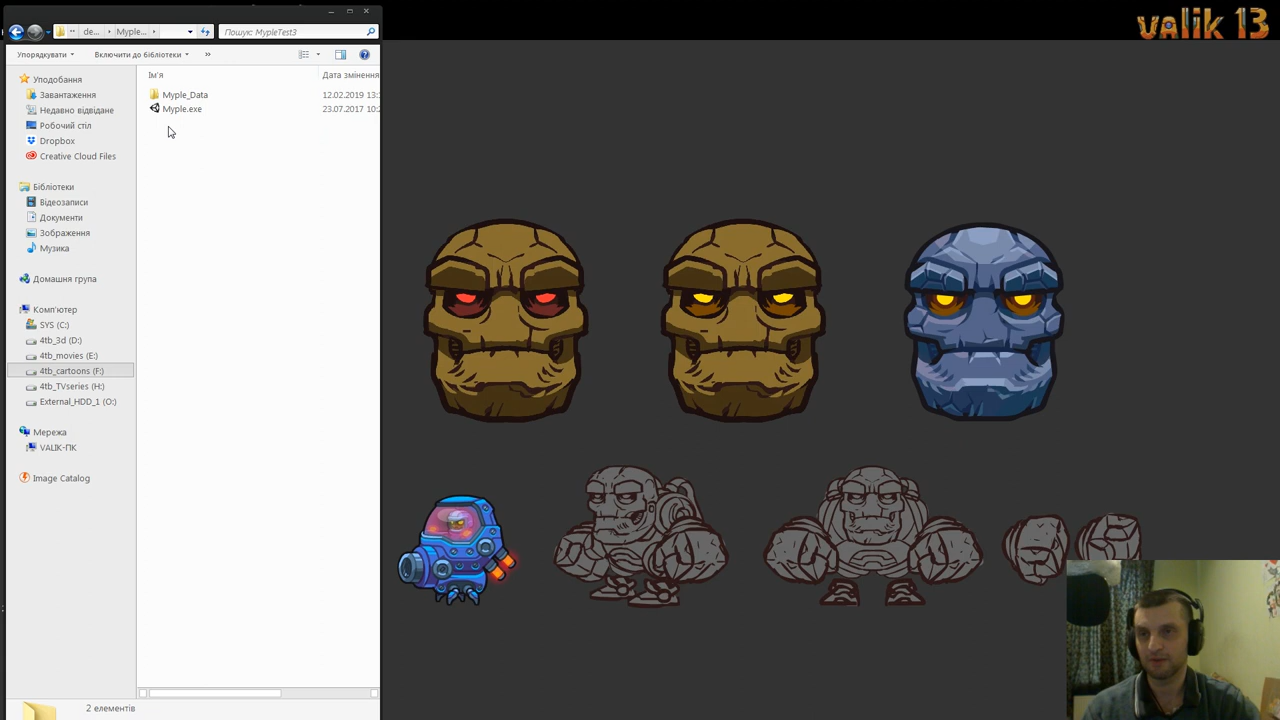 valik 13
de...
Myple...
Пошук: MypleTest3
Упорядкувати
Включити до бібліотеки
»
Ім'я
Дата змінення
Уподобання
Завантаження
Недавно відвідане
Робочий стіл
Dropbox
Creative Cloud Files
Бібліотеки
Відеозаписи
Документи
Зображення
Музика
Домашня група
Комп'ютер
SYS (C:)
4tb_3d (D:)
4tb_movies (E:)
4tb_cartoons (F:)
4tb_TVseries (H:)
External_HDD_1 (O:)
Мережа
VALIK-ПК
Image Catalog
Myple_Data
12.02.2019 13:
Myple.exe
23.07.2017 10:2
2 елементів